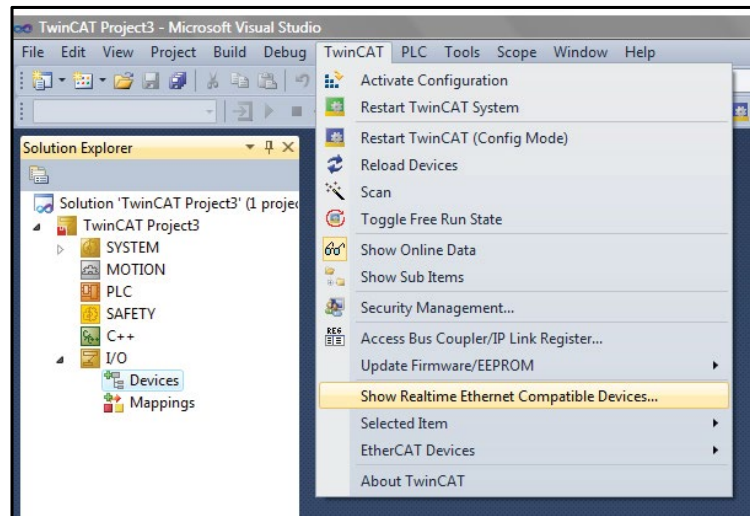 TwinCAT Project3 - Microsoft Visual Studio
File Edit View Project Build Debug TwinCAT PLC Tools Scope Window Help
Activate Configuration
Restart TwinCAT System
Restart TwinCAT (Config Mode)
Reload Devices
Scan
Toggle Free Run State
Show Online Data
Show Sub Items
Security Management...
REG
Access Bus Coupler/IP Link Register...
Update Firmware/EEPROM
Show Realtime Ethernet Compatible Devices...
Selected Item
EtherCAT Devices
About TwinCAT
Solution Explorer
Solution 'TwinCAT Project3' (1 projec
TwinCAT Project3
SYSTEM
MOTION
PLC
SAFETY
C++
I/O
Devices
Mappings